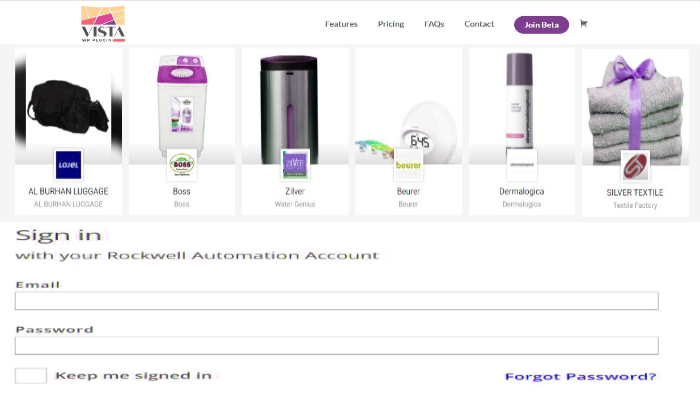 VISTA
WP PLUGIN
Features Pricing FAQs Contact Join Beta
LOJEL BOSS zilver beurer dermalogica
AL BURHAN LUGGAGE Boss Zilver Beurer Dermalogica SILVER TEXTILE
AL BURHAN LUGGAGE Boss Water Genius Beurer Dermalogica Textile Factory
Sign in
with your Rockwell Automation Account
Email
Password
Keep me signed in Forgot Password?